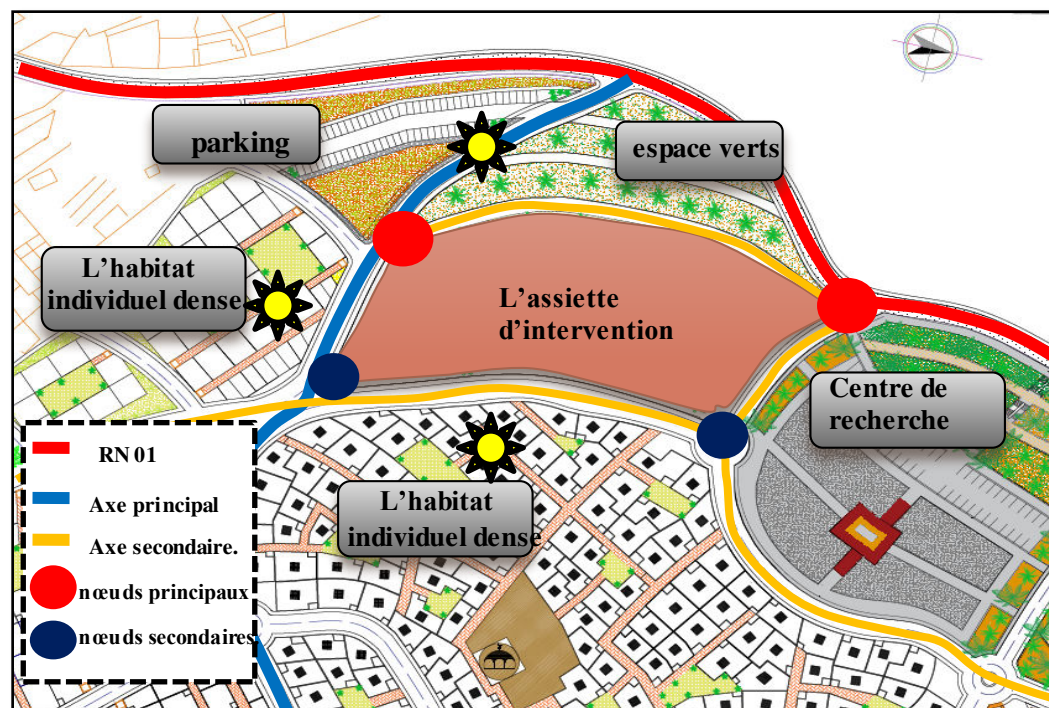 parking
espace verts
L'habitat
individuel dense
L'assiette
d'intervention
Centre de
recherche
L'habitat
individuel dense
RN 01
Axe principal
Axe secondaire.
nœuds principaux
nœuds secondaires